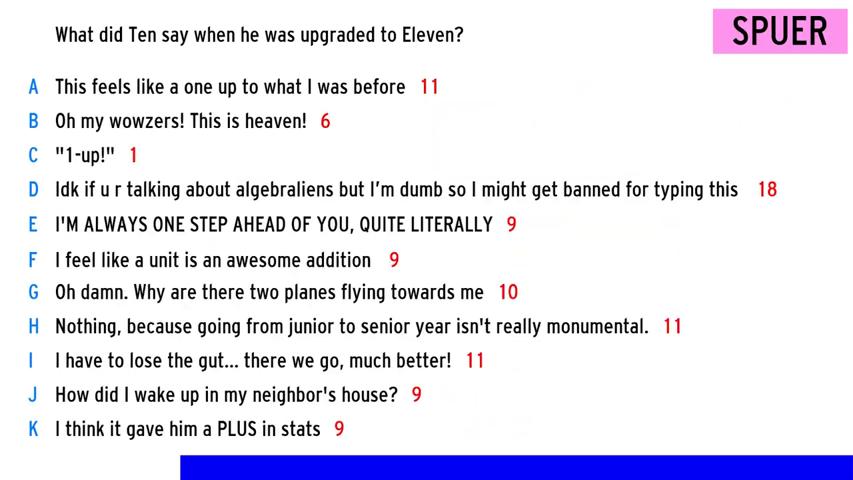 What did Ten say when he was upgraded to Eleven?
SPUER
A This feels like a one up to what I was before 11
B Oh my wowzers! This is heaven! 6
C "1-up!" 1
D Idk if u r talking about algebraliens but I'm dumb so I might get banned for typing this 18
E I'M ALWAYS ONE STEP AHEAD OF YOU, QUITE LITERALLY 9
F I feel like a unit is an awesome addition 9
G Oh damn. Why are there two planes flying towards me 10
H Nothing, because going from junior to senior year isn't really monumental. 11
I I have to lose the gut... there we go, much better! 11
J How did I wake up in my neighbor's house? 9
K I think it gave him a PLUS in stats 9